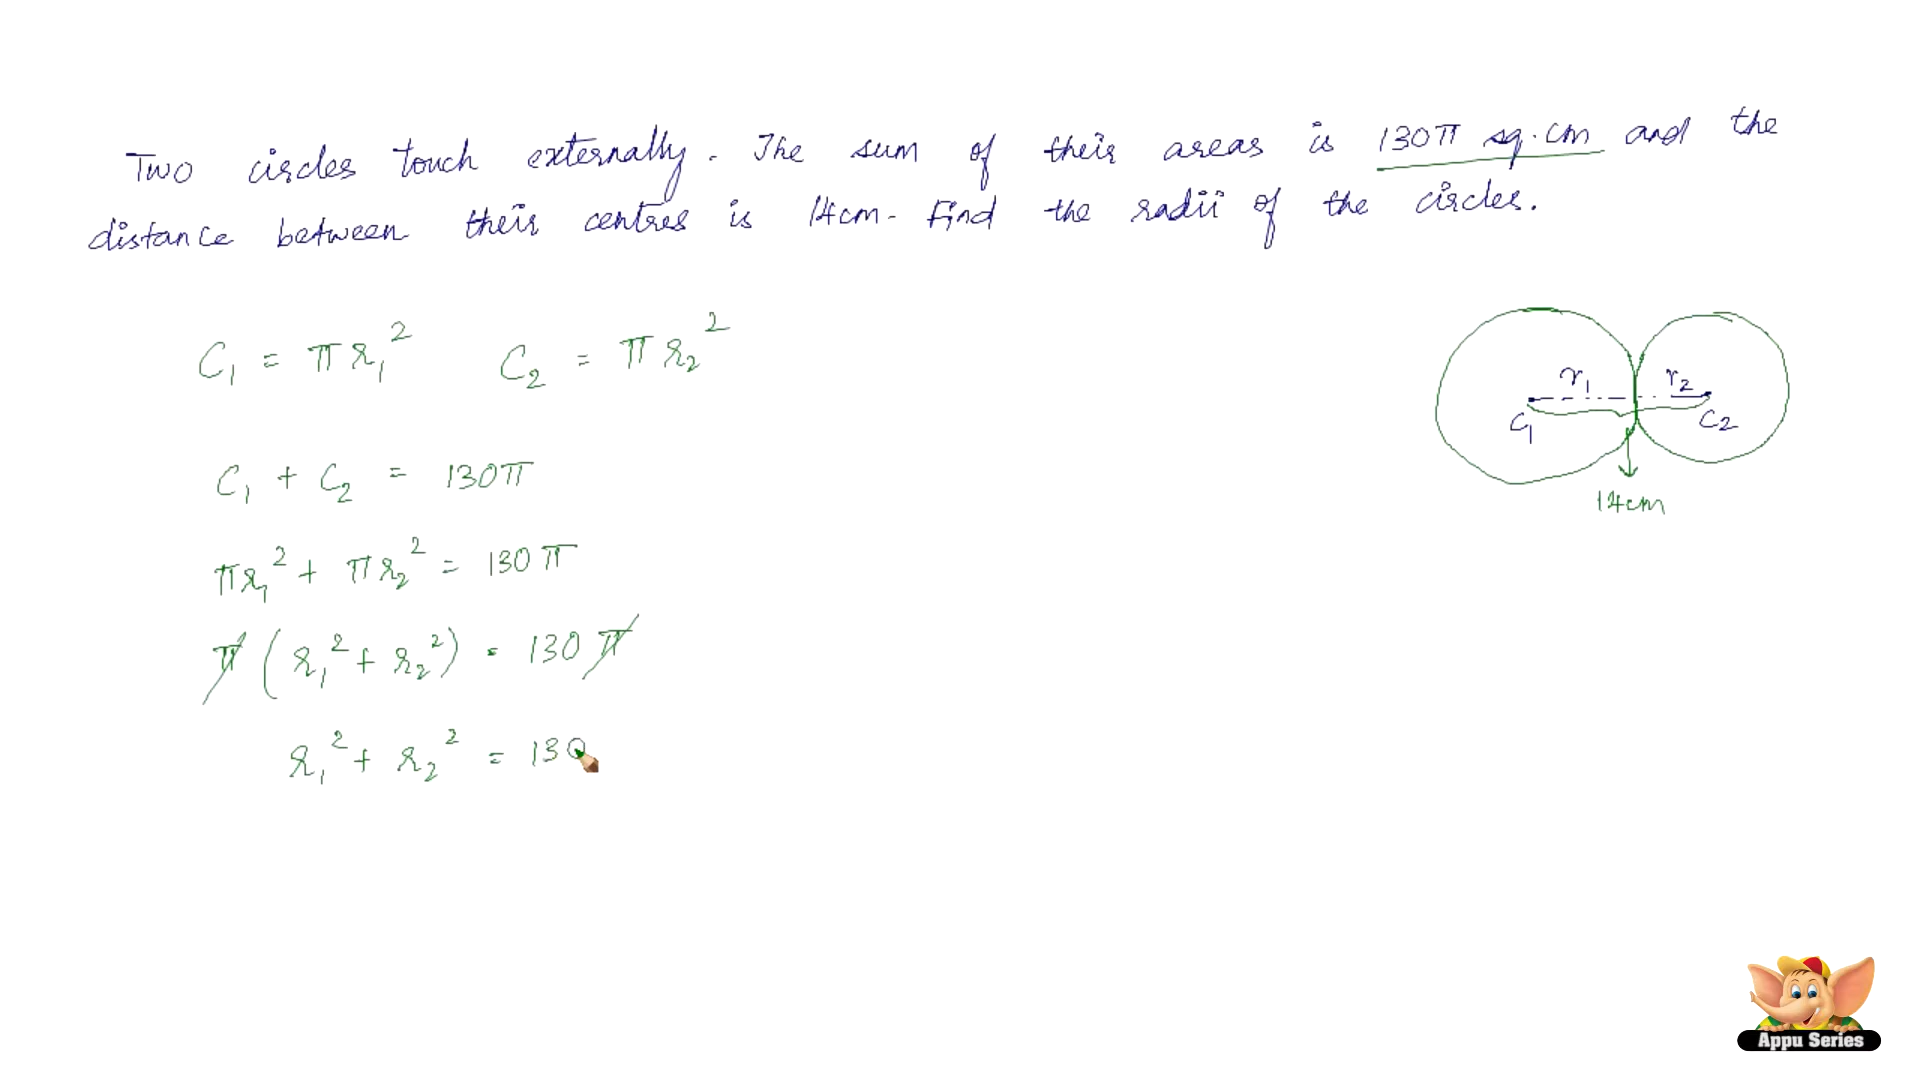 Two circles touch externally. The sum of their areas is 130π sq.cm and the
distance between their centres is 14cm. Find the radii of the circles.
C₁ = πr₁² C₂ = πr₂²
C₁ + C₂ = 130π
πr₁² + πr₂² = 130π
π (r₁² + r₂²) = 130π
r₁² + r₂² = 130
r₁ r₂
C₁ C₂
14cm
Appu Series